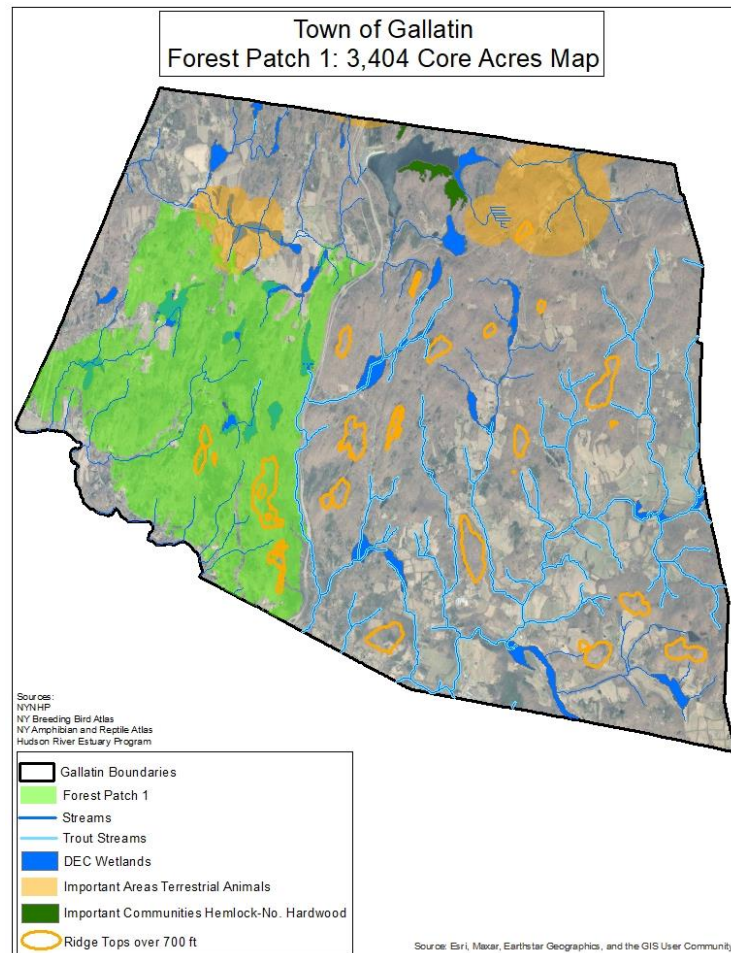 Town of Gallatin
Forest Patch 1: 3,404 Core Acres Map
Sources:
NYNHP
NY Breeding Bird Atlas
NY Amphibian and Reptile Atlas
Hudson River Estuary Program
Gallatin Boundaries
Forest Patch 1
Streams
Trout Streams
DEC Wetlands
Important Areas Terrestrial Animals
Important Communities Hemlock-No. Hardwood
Ridge Tops over 700 ft
Source: Esri, Maxar, Earthstar Geographics, and the GIS User Community